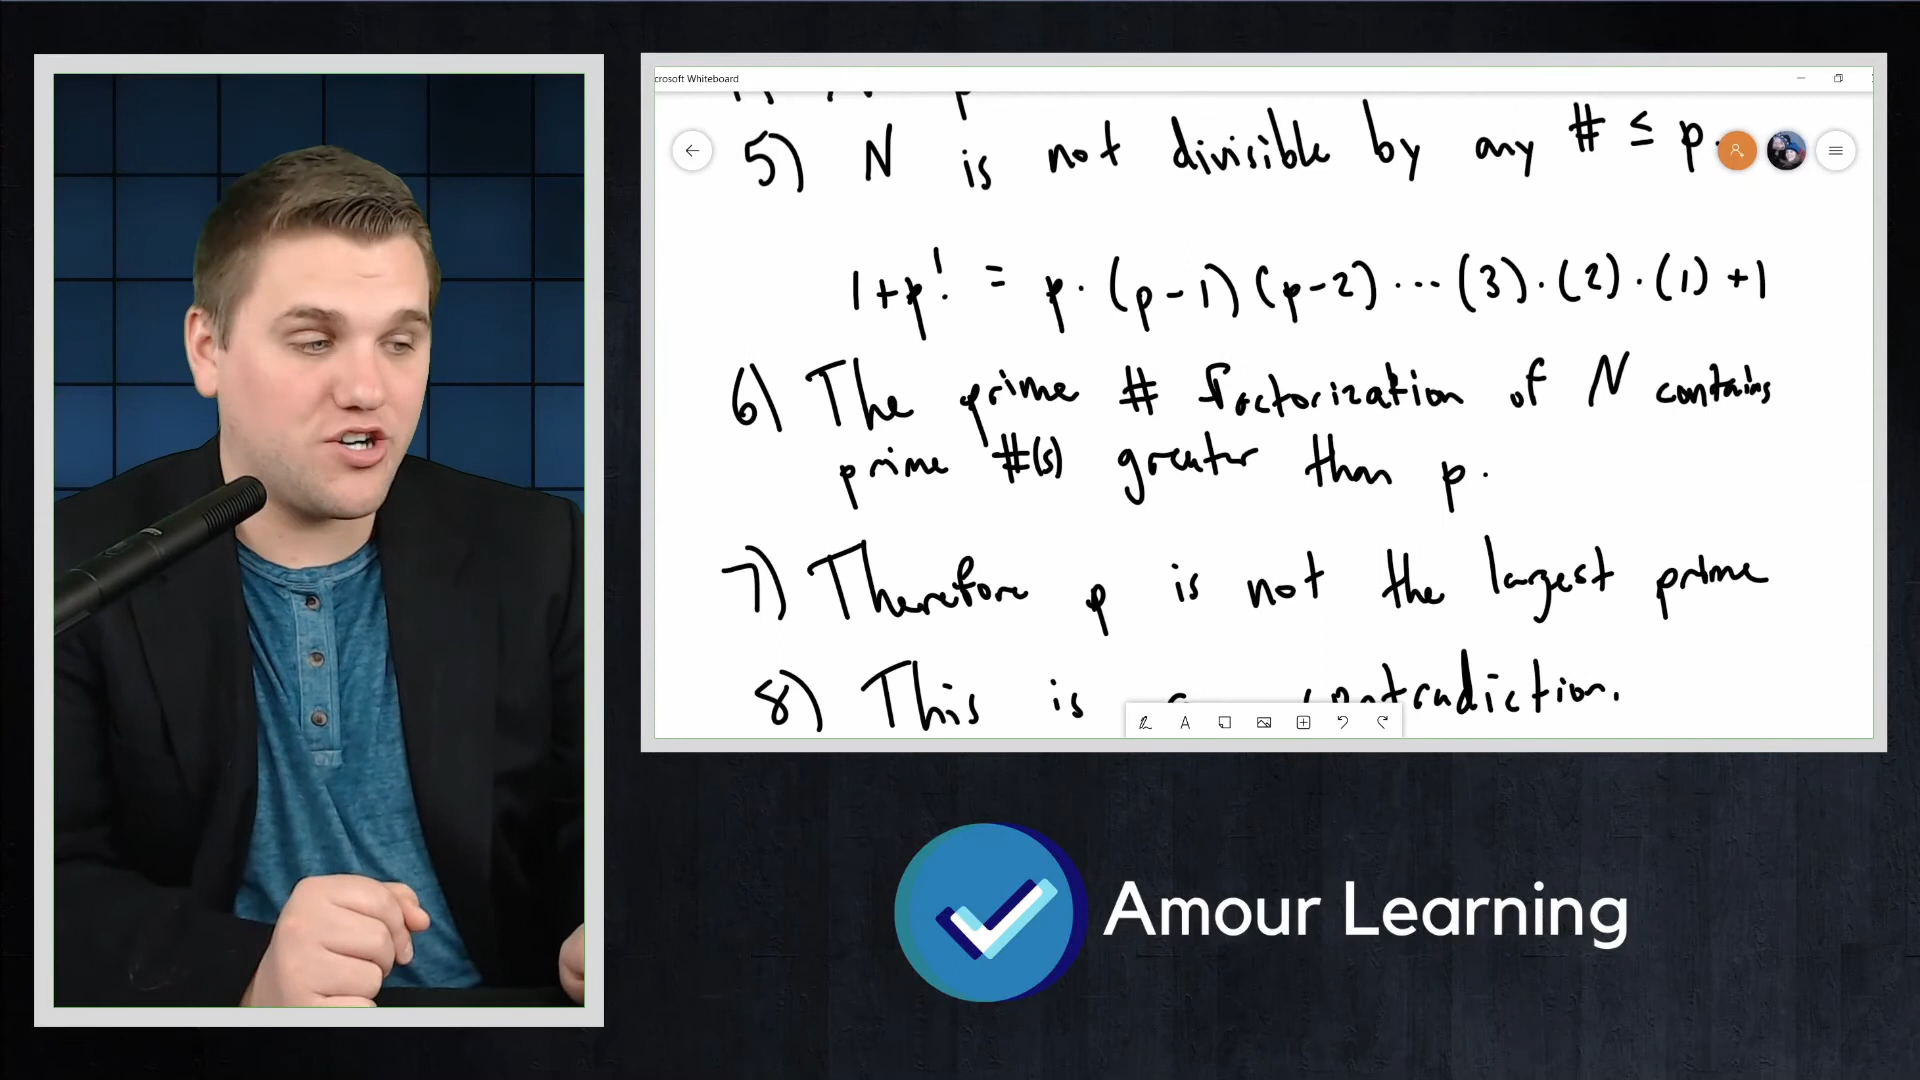 crosoft Whiteboard
5) N is not divisible by any # ≤ p.
1+p! = p·(p-1)(p-2)···(3)·(2)·(1)+1
6) The prime # factorization of N contains
prime #(s) greater than p.
7) Therefore p is not the largest prime
8) This is a contradiction.
A
Amour Learning